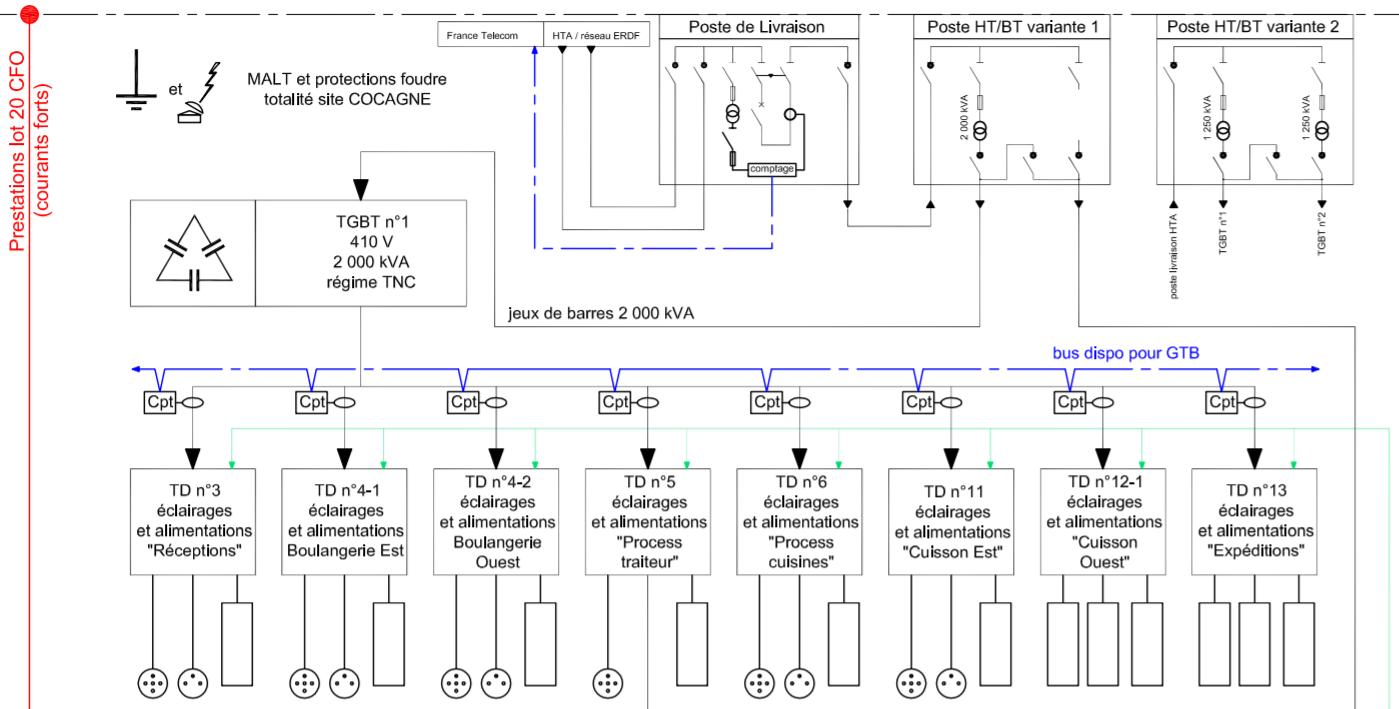 Prestations lot 20 CFO
(courants forts)
et
MALT et protections foudre
totalité site COCAGNE
France Telecom
HTA / réseau ERDF
Poste de Livraison
comptage
Poste HT/BT variante 1
2 000 kVA
Poste HT/BT variante 2
1 250 kVA
1 250 kVA
poste livraison HTA
TGBT n°1
TGBT n°2
TGBT n°1
410 V
2 000 kVA
régime TNC
jeux de barres 2 000 kVA
bus dispo pour GTB
Cpt
Cpt
Cpt
Cpt
Cpt
Cpt
Cpt
Cpt
TD n°3
éclairages
et alimentations
"Réceptions"
TD n°4-1
éclairages
et alimentations
Boulangerie Est
TD n°4-2
éclairages
et alimentations
Boulangerie
Ouest
TD n°5
éclairages
et alimentations
"Process
traiteur"
TD n°6
éclairages
et alimentations
"Process
cuisines"
TD n°11
éclairages
et alimentations
"Cuisson Est"
TD n°12-1
éclairages
et alimentations
"Cuisson
Ouest"
TD n°13
éclairages
et alimentations
"Expéditions"